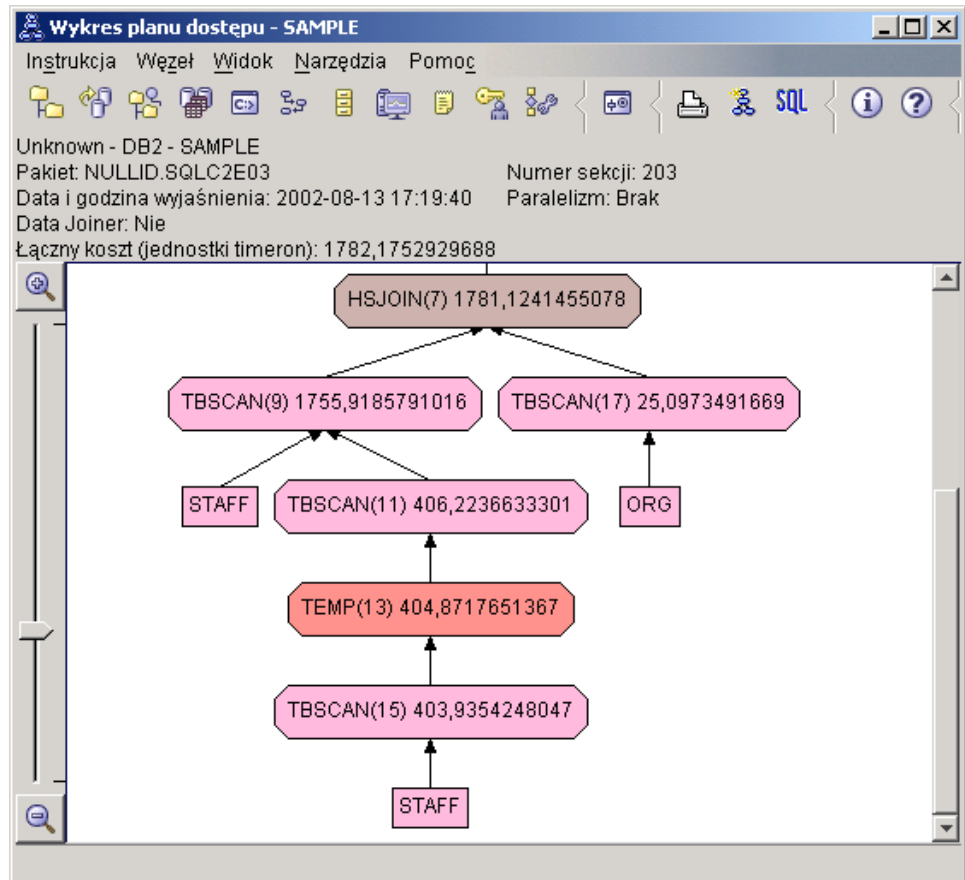 Wykres planu dostępu - SAMPLE
Instrukcja Węzeł Widok Narzędzia Pomoc
C:> SQL i ?
Unknown - DB2 - SAMPLE
Pakiet: NULLID.SQLC2E03 Numer sekcji: 203
Data i godzina wyjaśnienia: 2002-08-13 17:19:40 Paralelizm: Brak
Data Joiner: Nie
Łączny koszt (jednostki timeron): 1782,1752929688
HSJOIN(7) 1781,1241455078
TBSCAN(9) 1755,9185791016 TBSCAN(17) 25,0973491669
STAFF TBSCAN(11) 406,2236633301 ORG
TEMP(13) 404,8717651367
TBSCAN(15) 403,9354248047
STAFF